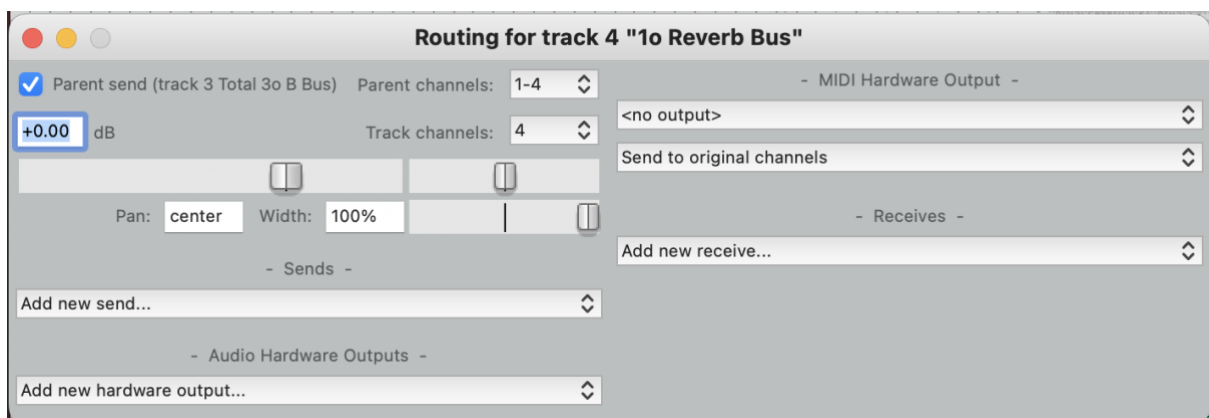 Routing for track 4 "1o Reverb Bus"
Parent send (track 3 Total 3o B Bus) Parent channels: 1-4
+0.00 dB Track channels: 4
Pan: center Width: 100%
- Sends -
Add new send...
- Audio Hardware Outputs -
Add new hardware output...
- MIDI Hardware Output -
<no output>
Send to original channels
- Receives -
Add new receive...